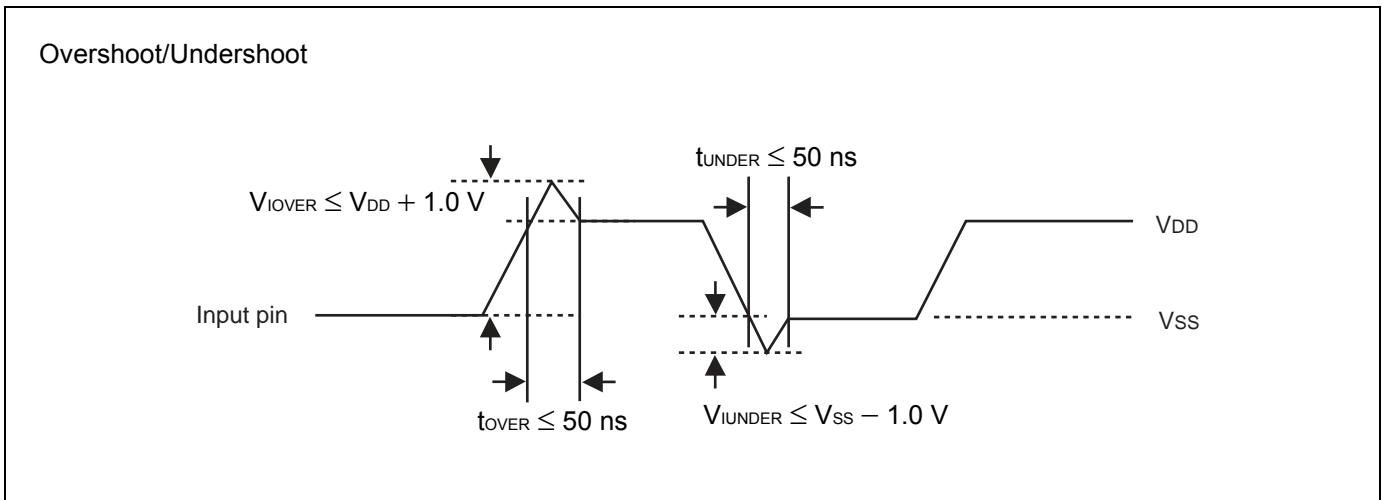 Overshoot/Undershoot
tUNDER ≤ 50 ns
VIOVER ≤ VDD + 1.0 V
VDD
Input pin
VSS
tOVER ≤ 50 ns
VIUNDER ≤ VSS − 1.0 V